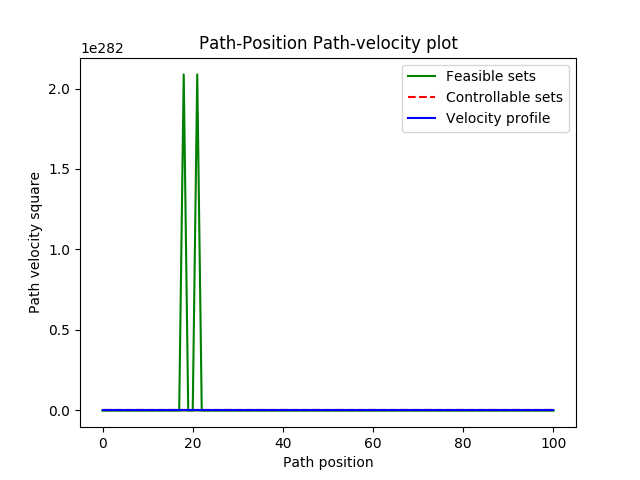 Path-Position Path-velocity plot
1e282
Feasible sets
Controllable sets
Velocity profile
2.0
1.5
1.0
0.5
0.0
Path velocity square
0 20 40 60 80 100
Path position